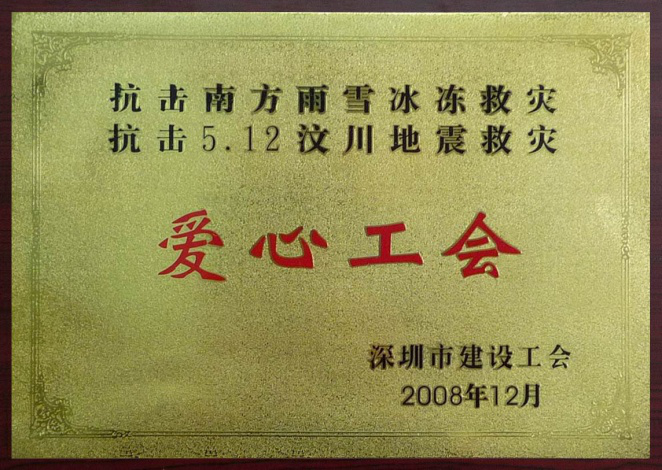 抗击南方雨雪冰冻救灾
抗击5.12汶川地震救灾
爱心工会
深圳市建设工会
2008年12月